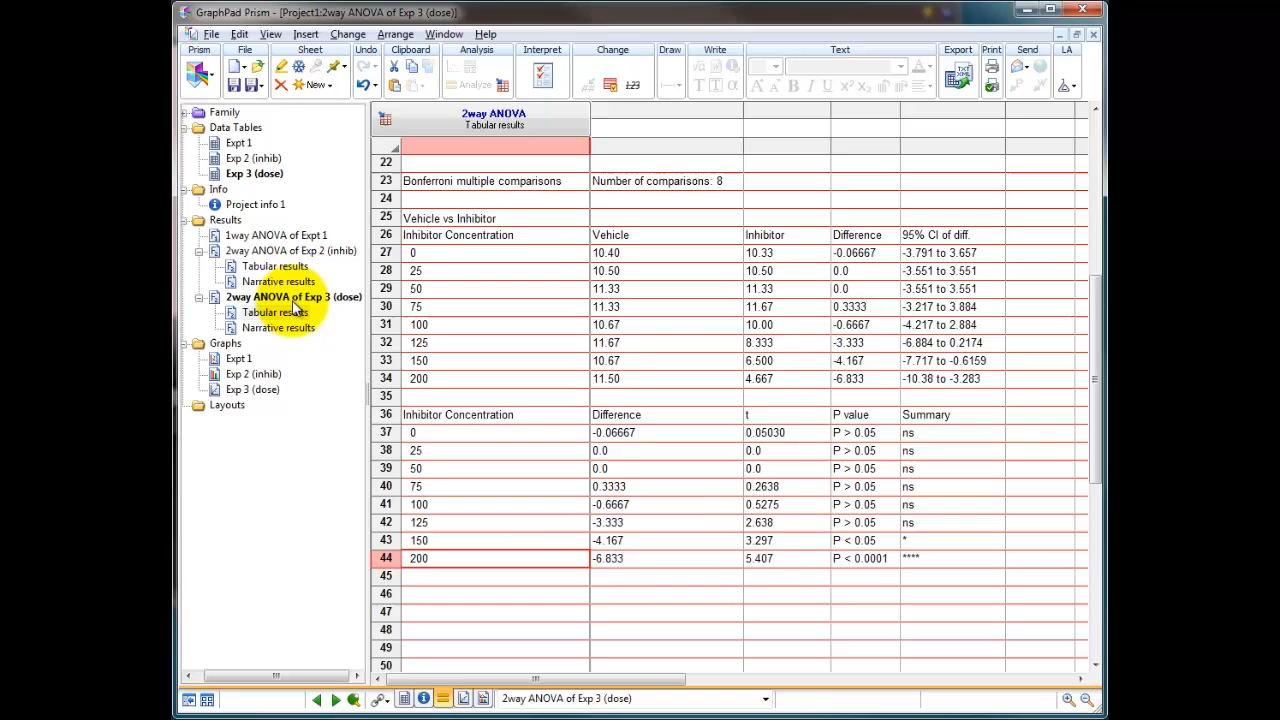 GraphPad Prism - [Project1:2way ANOVA of Exp 3 (dose)]
File Edit View Insert Change Arrange Window Help
Prism File Sheet Undo Clipboard Analysis Interpret Change Draw Write Text Export Print Send LA
New
Analyze
Family
Data Tables
Expt 1
Exp 2 (inhib)
Exp 3 (dose)
Info
Project info 1
Results
1way ANOVA of Expt 1
2way ANOVA of Exp 2 (inhib)
Tabular results
Narrative results
2way ANOVA of Exp 3 (dose)
Tabular results
Narrative results
Graphs
Expt 1
Exp 2 (inhib)
Exp 3 (dose)
Layouts
2way ANOVA
Tabular results
22
23 Bonferroni multiple comparisons Number of comparisons: 8
24
25 Vehicle vs Inhibitor
26 Inhibitor Concentration Vehicle Inhibitor Difference 95% CI of diff.
27 0 10.40 10.33 -0.06667 -3.791 to 3.657
28 25 10.50 10.50 0.0 -3.551 to 3.551
29 50 11.33 11.33 0.0 -3.551 to 3.551
30 75 11.33 11.67 0.3333 -3.217 to 3.884
31 100 10.67 10.00 -0.6667 -4.217 to 2.884
32 125 11.67 8.333 -3.333 -6.884 to 0.2174
33 150 10.67 6.500 -4.167 -7.717 to -0.6159
34 200 11.50 4.667 -6.833 -10.38 to -3.283
35
36 Inhibitor Concentration Difference t P value Summary
37 0 -0.06667 0.05030 P > 0.05 ns
38 25 0.0 0.0 P > 0.05 ns
39 50 0.0 0.0 P > 0.05 ns
40 75 0.3333 0.2638 P > 0.05 ns
41 100 -0.6667 0.5275 P > 0.05 ns
42 125 -3.333 2.638 P > 0.05 ns
43 150 -4.167 3.297 P < 0.05 *
44 200 -6.833 5.407 P < 0.0001 ****
45
46
47
48
49
50
2way ANOVA of Exp 3 (dose)